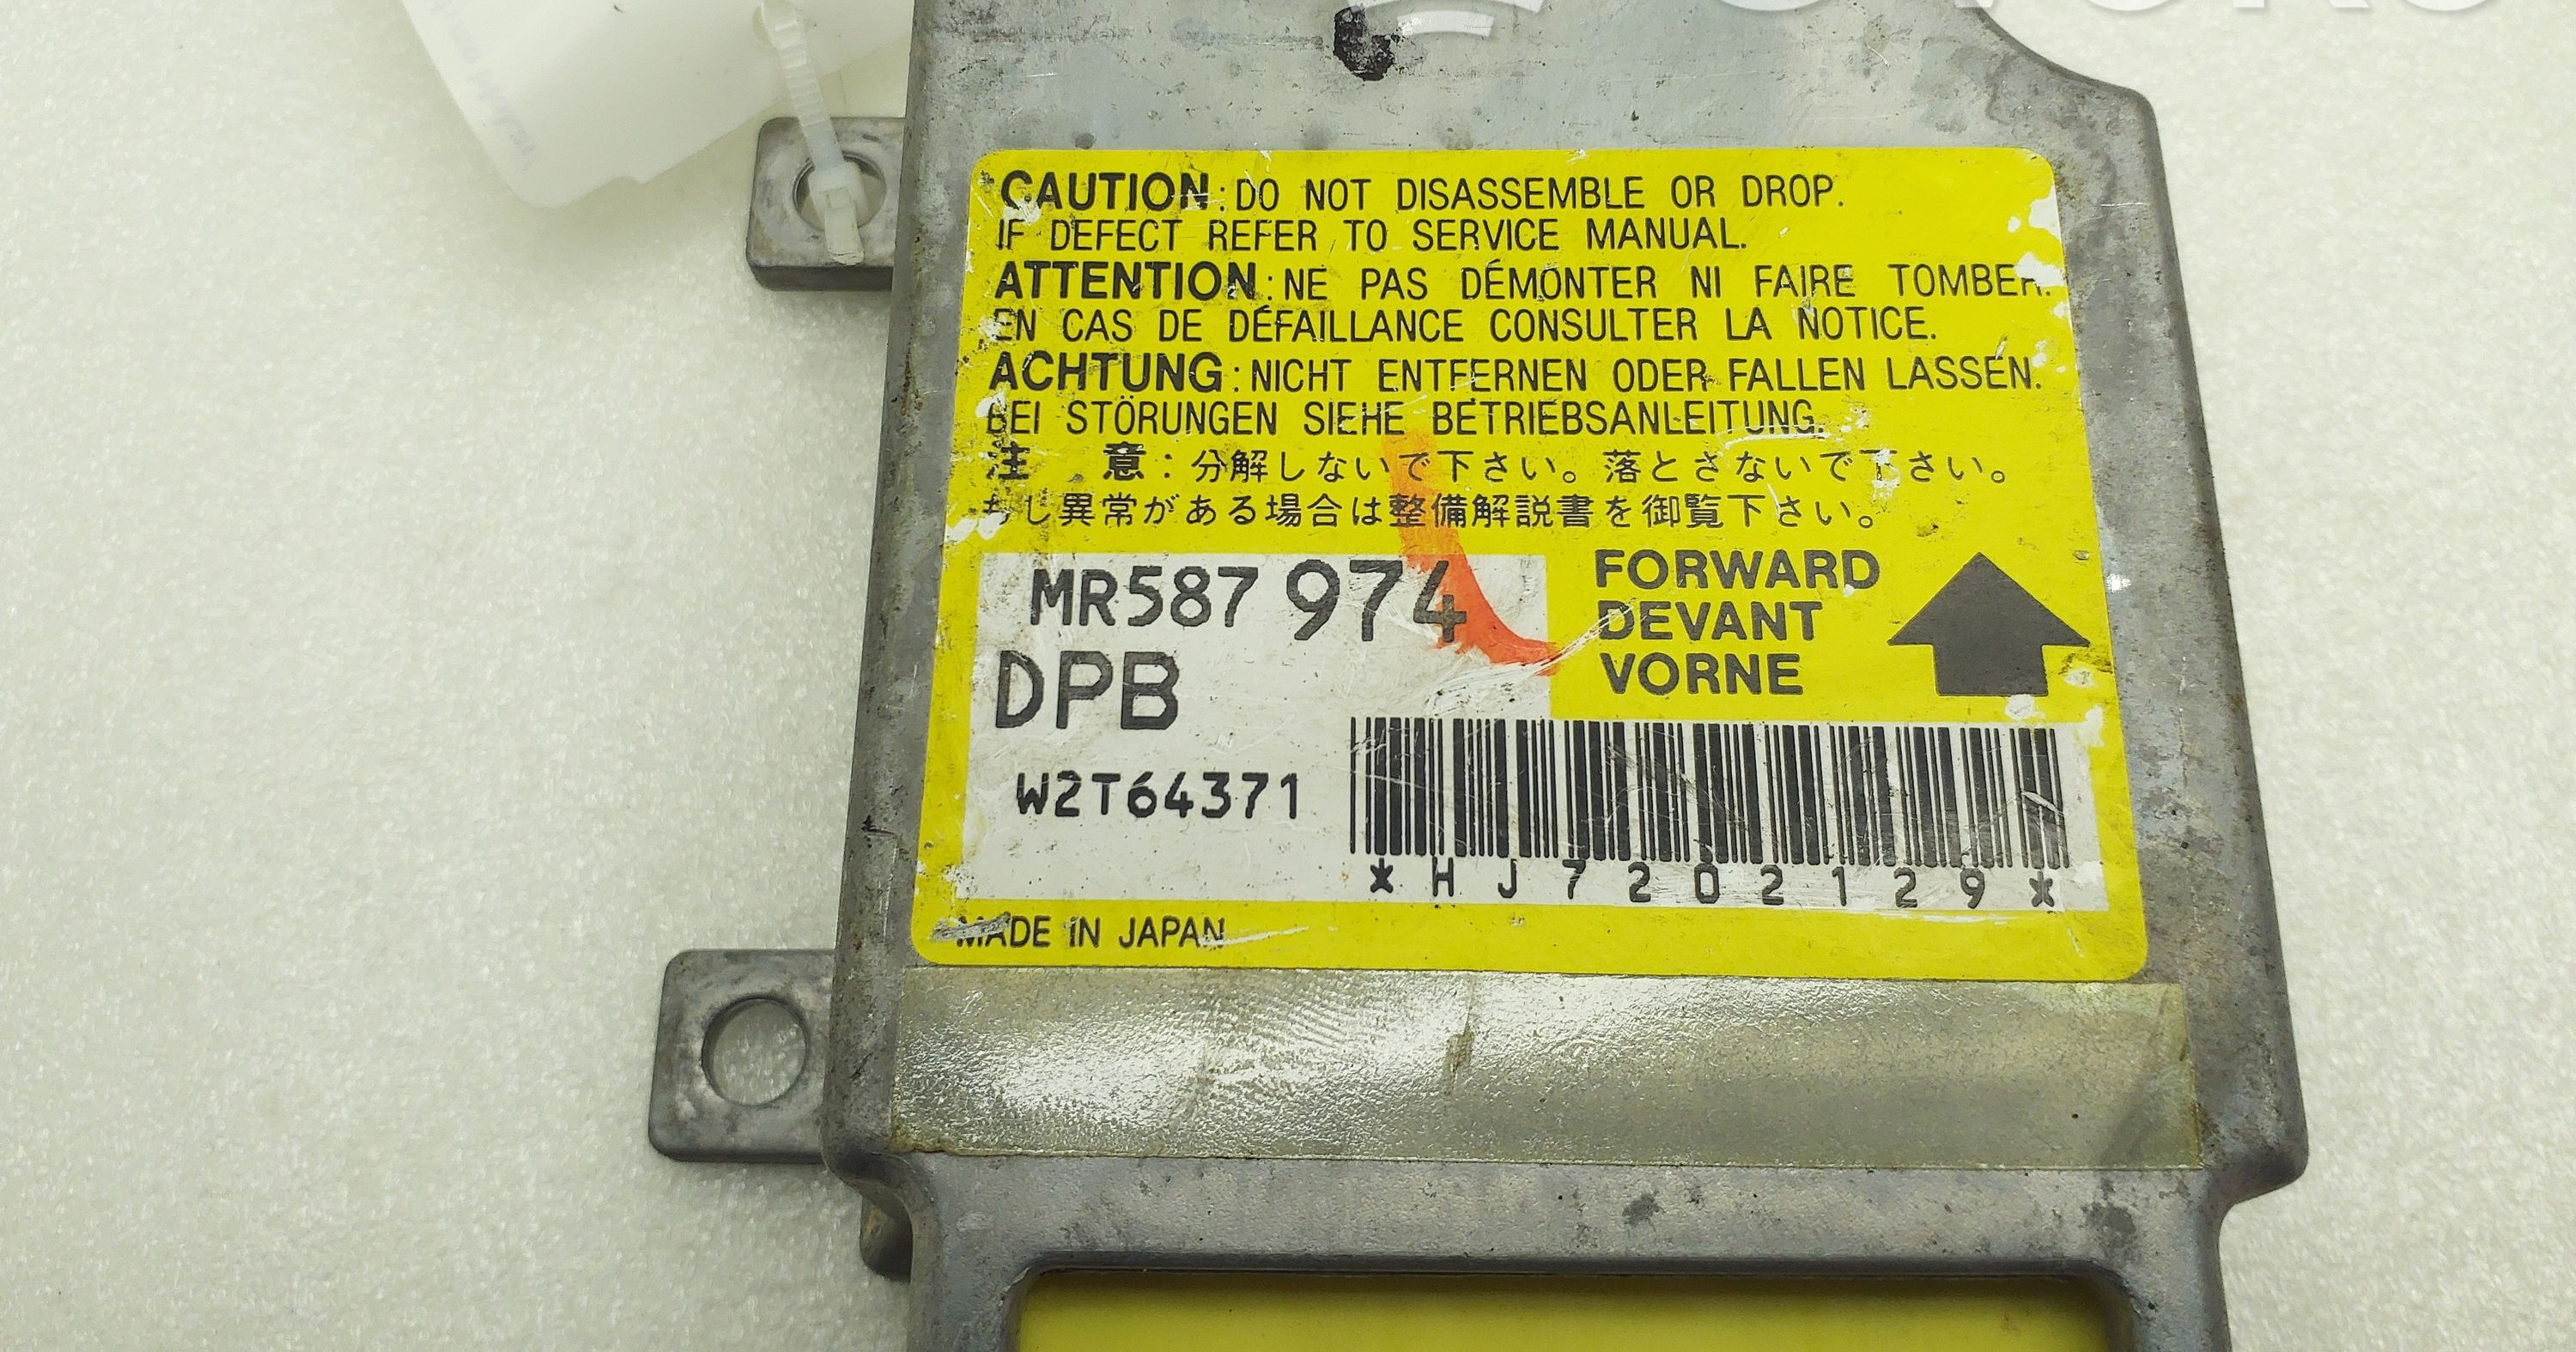 CAUTION: DO NOT DISASSEMBLE OR DROP.
IF DEFECT REFER TO SERVICE MANUAL.
ATTENTION: NE PAS DÉMONTER NI FAIRE TOMBER.
EN CAS DE DÉFAILLANCE CONSULTER LA NOTICE.
ACHTUNG: NICHT ENTFERNEN ODER FALLEN LASSEN.
BEI STÖRUNGEN SIEHE BETRIEBSANLEITUNG.
注 意: 分解しないで下さい。落とさないで下さい。
もし異常がある場合は整備解説書を御覧下さい。
MR587 974
DPB
FORWARD
DEVANT
VORNE
W2T64371
*HJ7202129*
MADE IN JAPAN